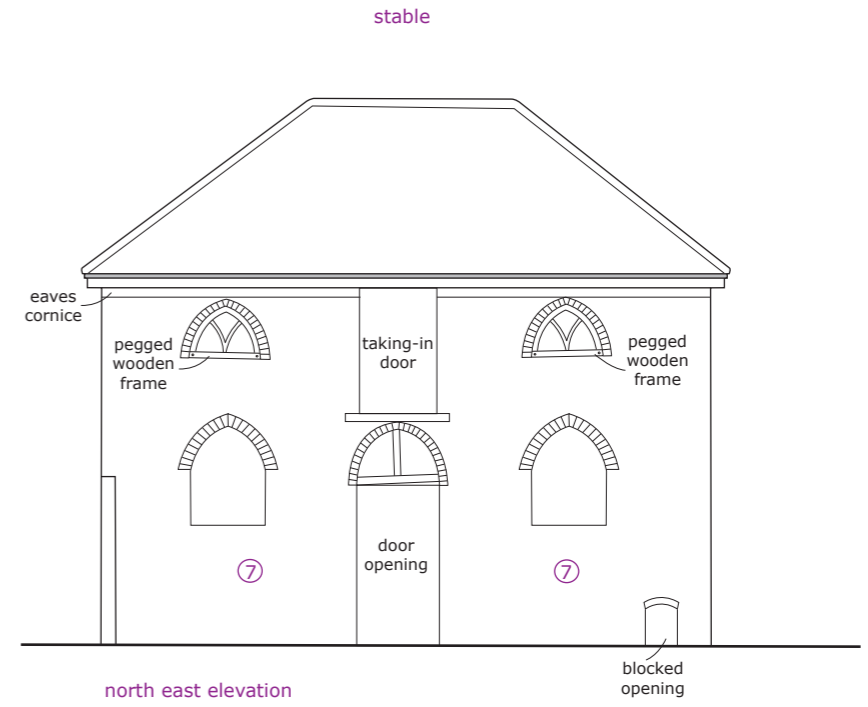 stable
eaves
cornice
pegged
wooden
frame
taking-in
door
pegged
wooden
frame
door
opening
7
7
blocked
opening
north east elevation